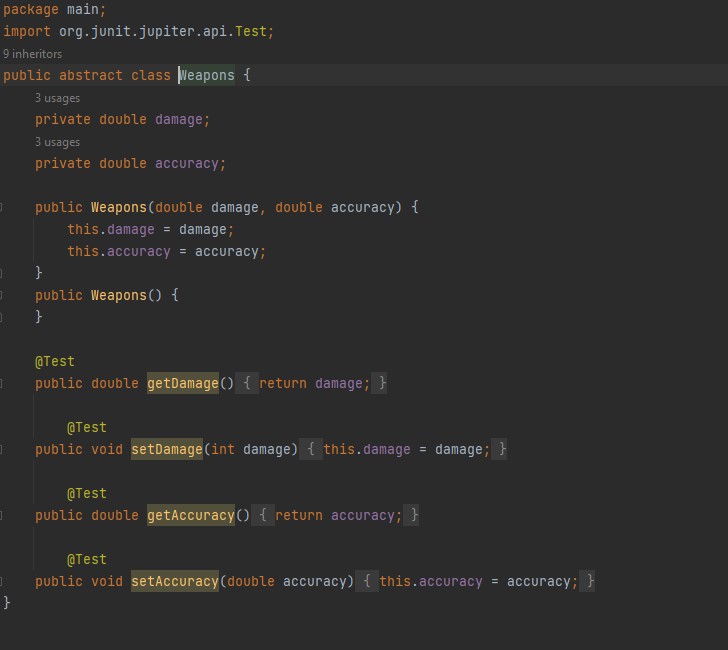 package main;
import org.junit.jupiter.api.Test;
9 inheritors
public abstract class Weapons {
3 usages
private double damage;
3 usages
private double accuracy;
public Weapons(double damage, double accuracy) {
this.damage = damage;
this.accuracy = accuracy;
}
public Weapons() {
}
@Test
public double getDamage() { return damage; }
@Test
public void setDamage(int damage) { this.damage = damage; }
@Test
public double getAccuracy() { return accuracy; }
@Test
public void setAccuracy(double accuracy) { this.accuracy = accuracy; }
}